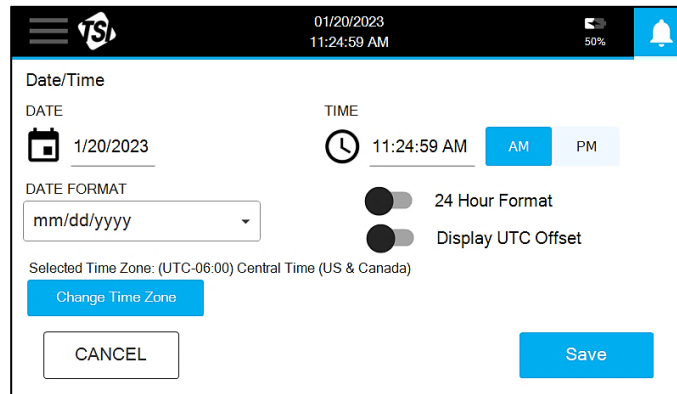 TSI
01/20/2023
11:24:59 AM
50%
Date/Time
DATE
TIME
1/20/2023
11:24:59 AM
AM
PM
DATE FORMAT
mm/dd/yyyy
24 Hour Format
Display UTC Offset
Selected Time Zone: (UTC-06:00) Central Time (US & Canada)
Change Time Zone
CANCEL
Save